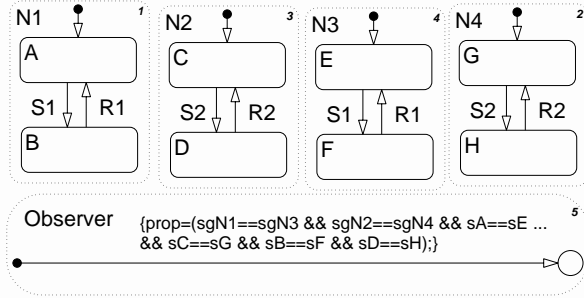 N1
1
A
S1
R1
B
N2
3
C
S2
R2
D
N3
4
E
S1
R1
F
N4
2
G
S2
R2
H
Observer
5
{prop=(sgN1==sgN3 && sgN2==sgN4 && sA==sE ...
&& sC==sG && sB==sF && sD==sH);}